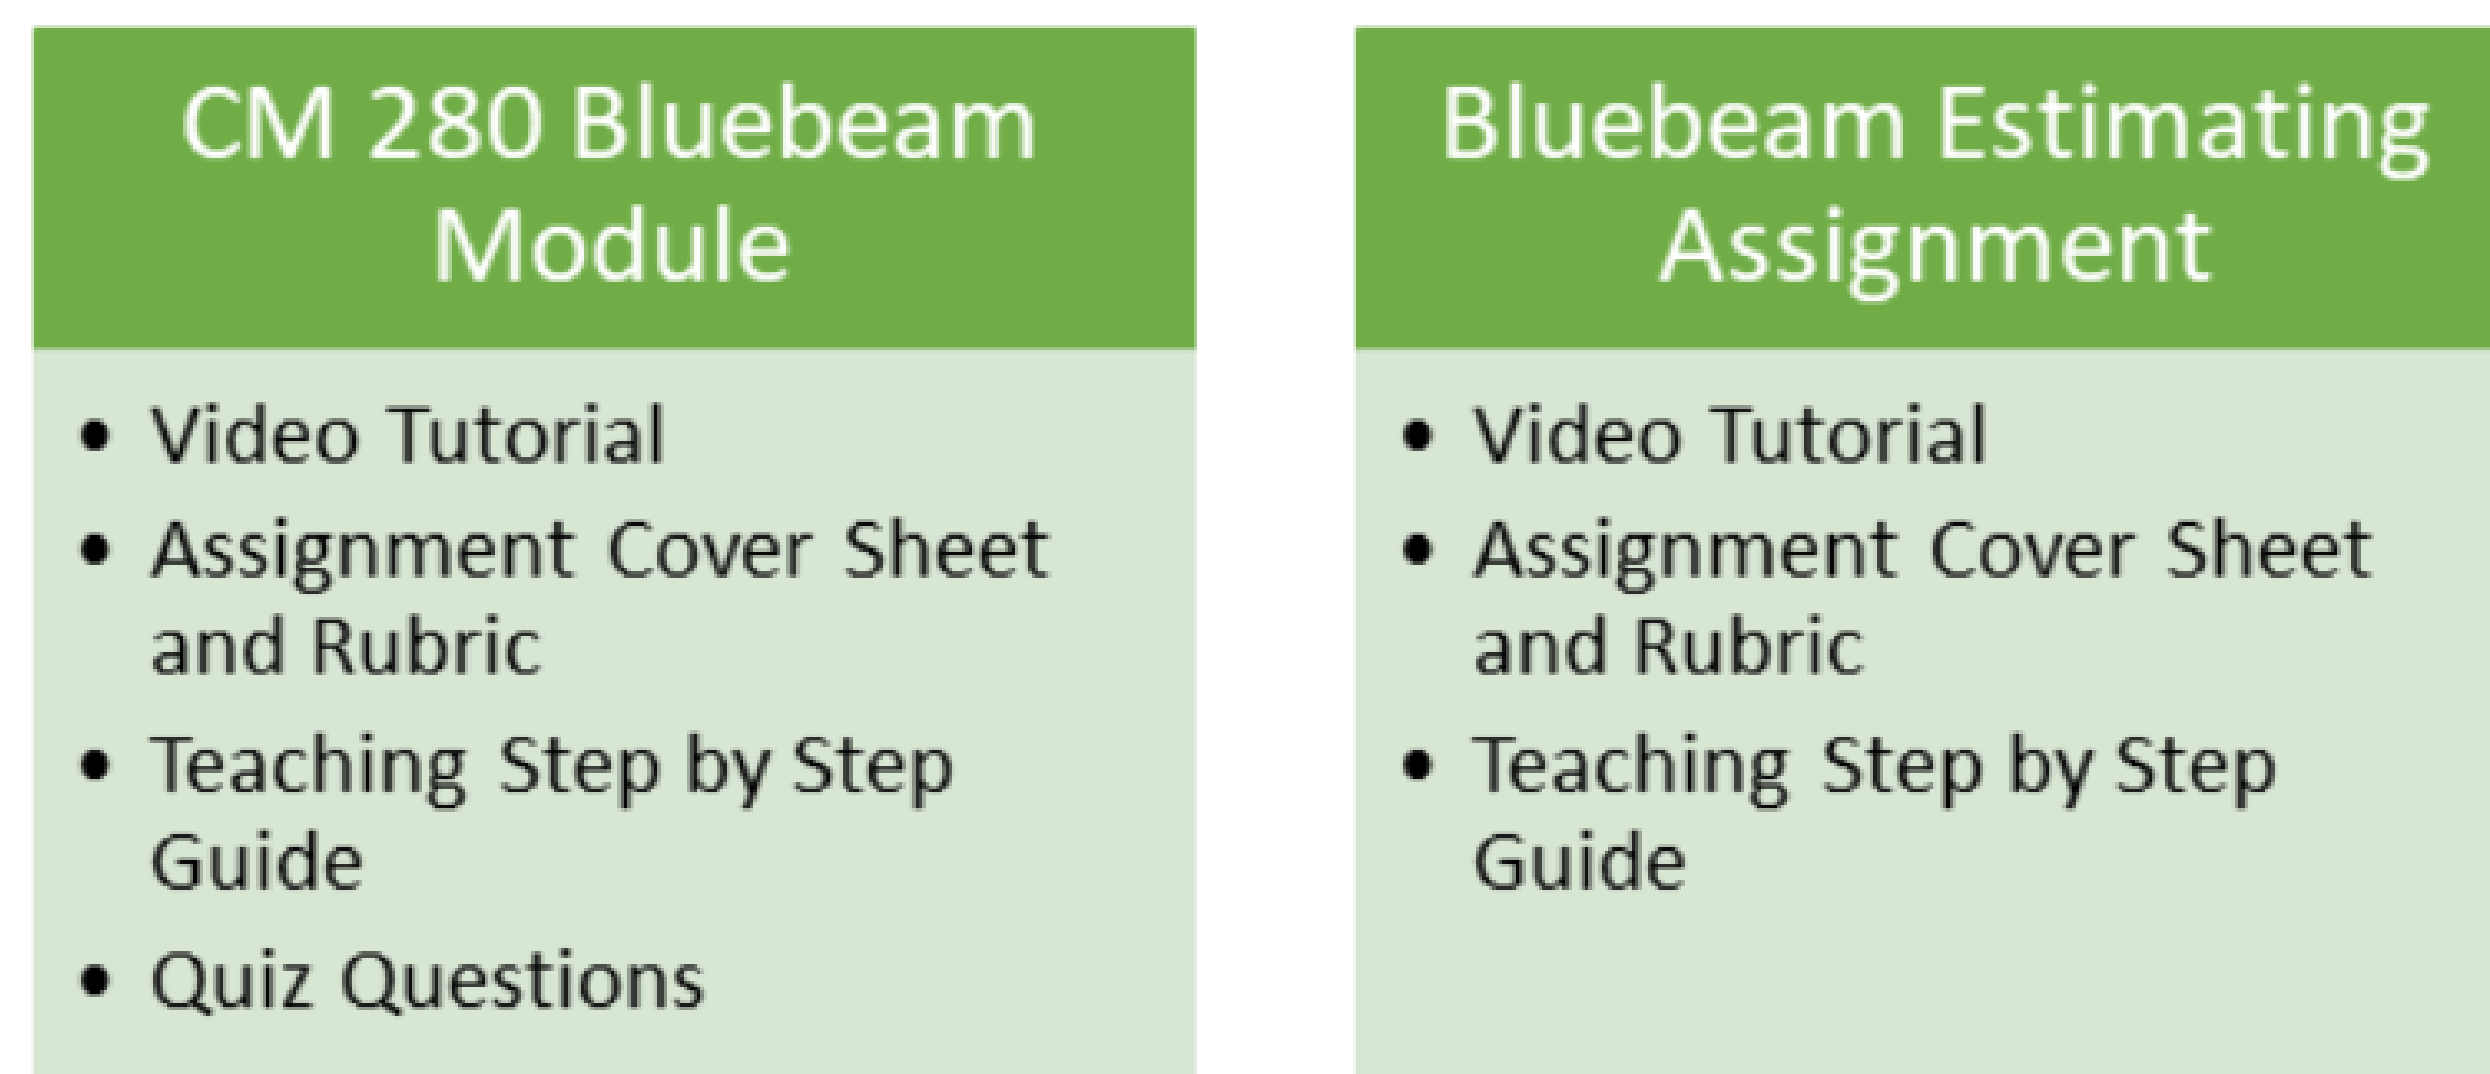 CM 280 Bluebeam
Module
• Video Tutorial
• Assignment Cover Sheet
and Rubric
• Teaching Step by Step
Guide
• Quiz Questions
Bluebeam Estimating
Assignment
• Video Tutorial
• Assignment Cover Sheet
and Rubric
• Teaching Step by Step
Guide